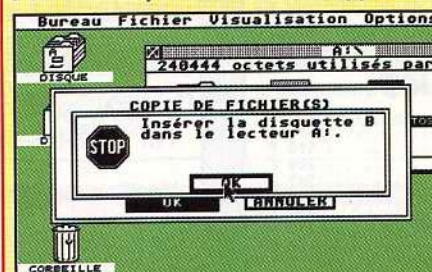 Bureau Fichier Visualisation Options
A:\
DISQUE
240444 octets utilisés par
COPIE DE FICHIER(S)
Insérer la disquette B
dans le lecteur A:.
STOP
OK
OK
ANNULER
CORBEILLE